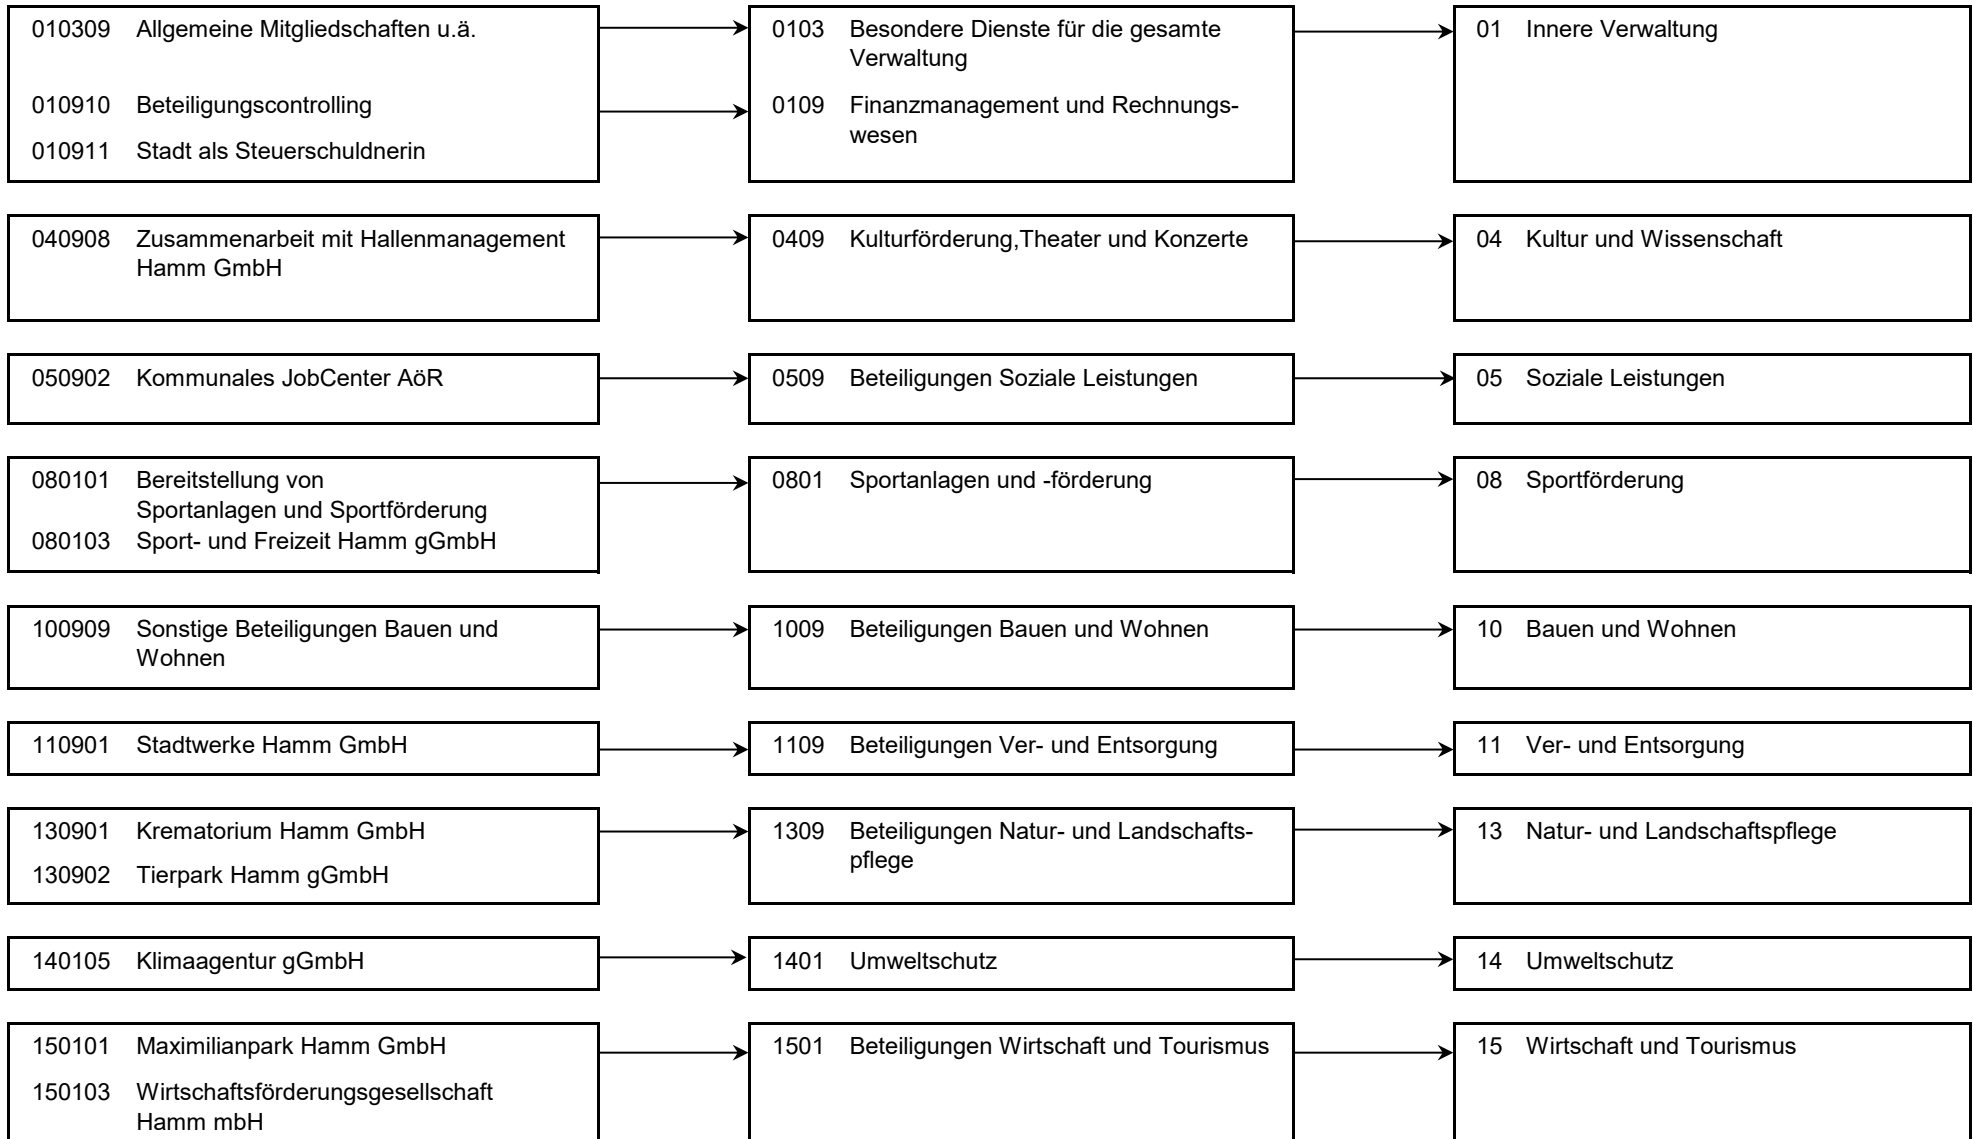 010309 Allgemeine Mitgliedschaften u.ä.
0103 Besondere Dienste für die gesamte
Verwaltung
01 Innere Verwaltung
010910 Beteiligungscontrolling
0109 Finanzmanagement und Rechnungs-
wesen
010911 Stadt als Steuerschuldnerin
040908 Zusammenarbeit mit Hallenmanagement
Hamm GmbH
0409 Kulturförderung,Theater und Konzerte
04 Kultur und Wissenschaft
050902 Kommunales JobCenter AöR
0509 Beteiligungen Soziale Leistungen
05 Soziale Leistungen
080101 Bereitstellung von
Sportanlagen und Sportförderung
080103 Sport- und Freizeit Hamm gGmbH
0801 Sportanlagen und -förderung
08 Sportförderung
100909 Sonstige Beteiligungen Bauen und
Wohnen
1009 Beteiligungen Bauen und Wohnen
10 Bauen und Wohnen
110901 Stadtwerke Hamm GmbH
1109 Beteiligungen Ver- und Entsorgung
11 Ver- und Entsorgung
130901 Krematorium Hamm GmbH
130902 Tierpark Hamm gGmbH
1309 Beteiligungen Natur- und Landschafts-
pflege
13 Natur- und Landschaftspflege
140105 Klimaagentur gGmbH
1401 Umweltschutz
14 Umweltschutz
150101 Maximilianpark Hamm GmbH
150103 Wirtschaftsförderungsgesellschaft
Hamm mbH
1501 Beteiligungen Wirtschaft und Tourismus
15 Wirtschaft und Tourismus